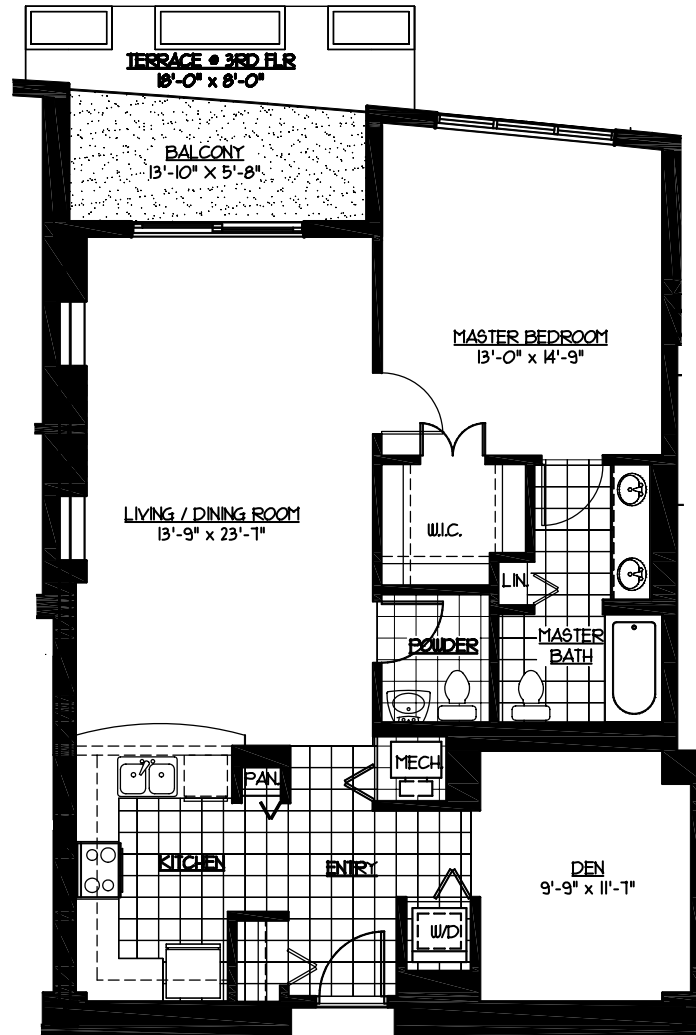 TERRACE @ 3RD FLR
18'-0" x 8'-0"
BALCONY
13'-10" X 5'-8"
MASTER BEDROOM
13'-0" x 14'-9"
LIVING / DINING ROOM
13'-9" x 23'-7"
W.I.C.
LIN.
POWDER
MASTER
BATH
MECH.
PAN.
KITCHEN
ENTRY
DEN
9'-9" x 11'-7"
W/D